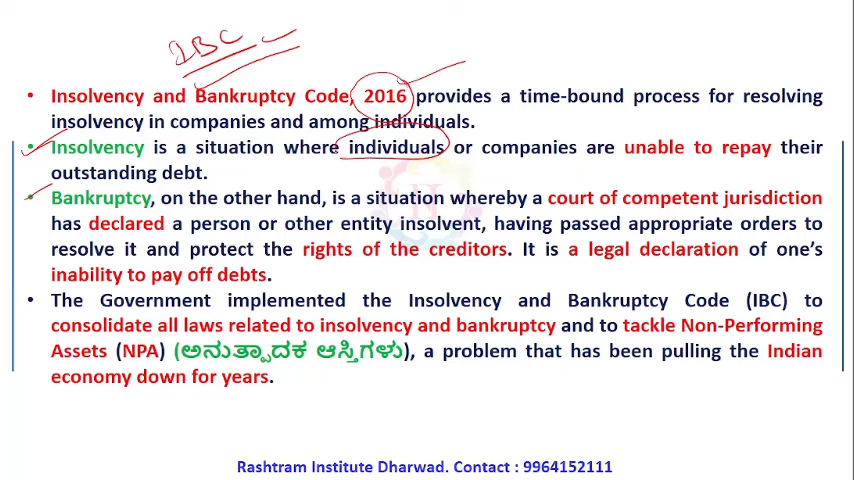 IBC
• Insolvency and Bankruptcy Code, 2016 provides a time-bound process for resolving
insolvency in companies and among individuals.
• Insolvency is a situation where individuals or companies are unable to repay their
outstanding debt.
• Bankruptcy, on the other hand, is a situation whereby a court of competent jurisdiction
has declared a person or other entity insolvent, having passed appropriate orders to
resolve it and protect the rights of the creditors. It is a legal declaration of one’s
inability to pay off debts.
• The Government implemented the Insolvency and Bankruptcy Code (IBC) to
consolidate all laws related to insolvency and bankruptcy and to tackle Non-Performing
Assets (NPA) (ಅನುತ್ಪಾದಕ ಆಸ್ತಿಗಳು), a problem that has been pulling the Indian
economy down for years.
Rashtram Institute Dharwad. Contact : 9964152111